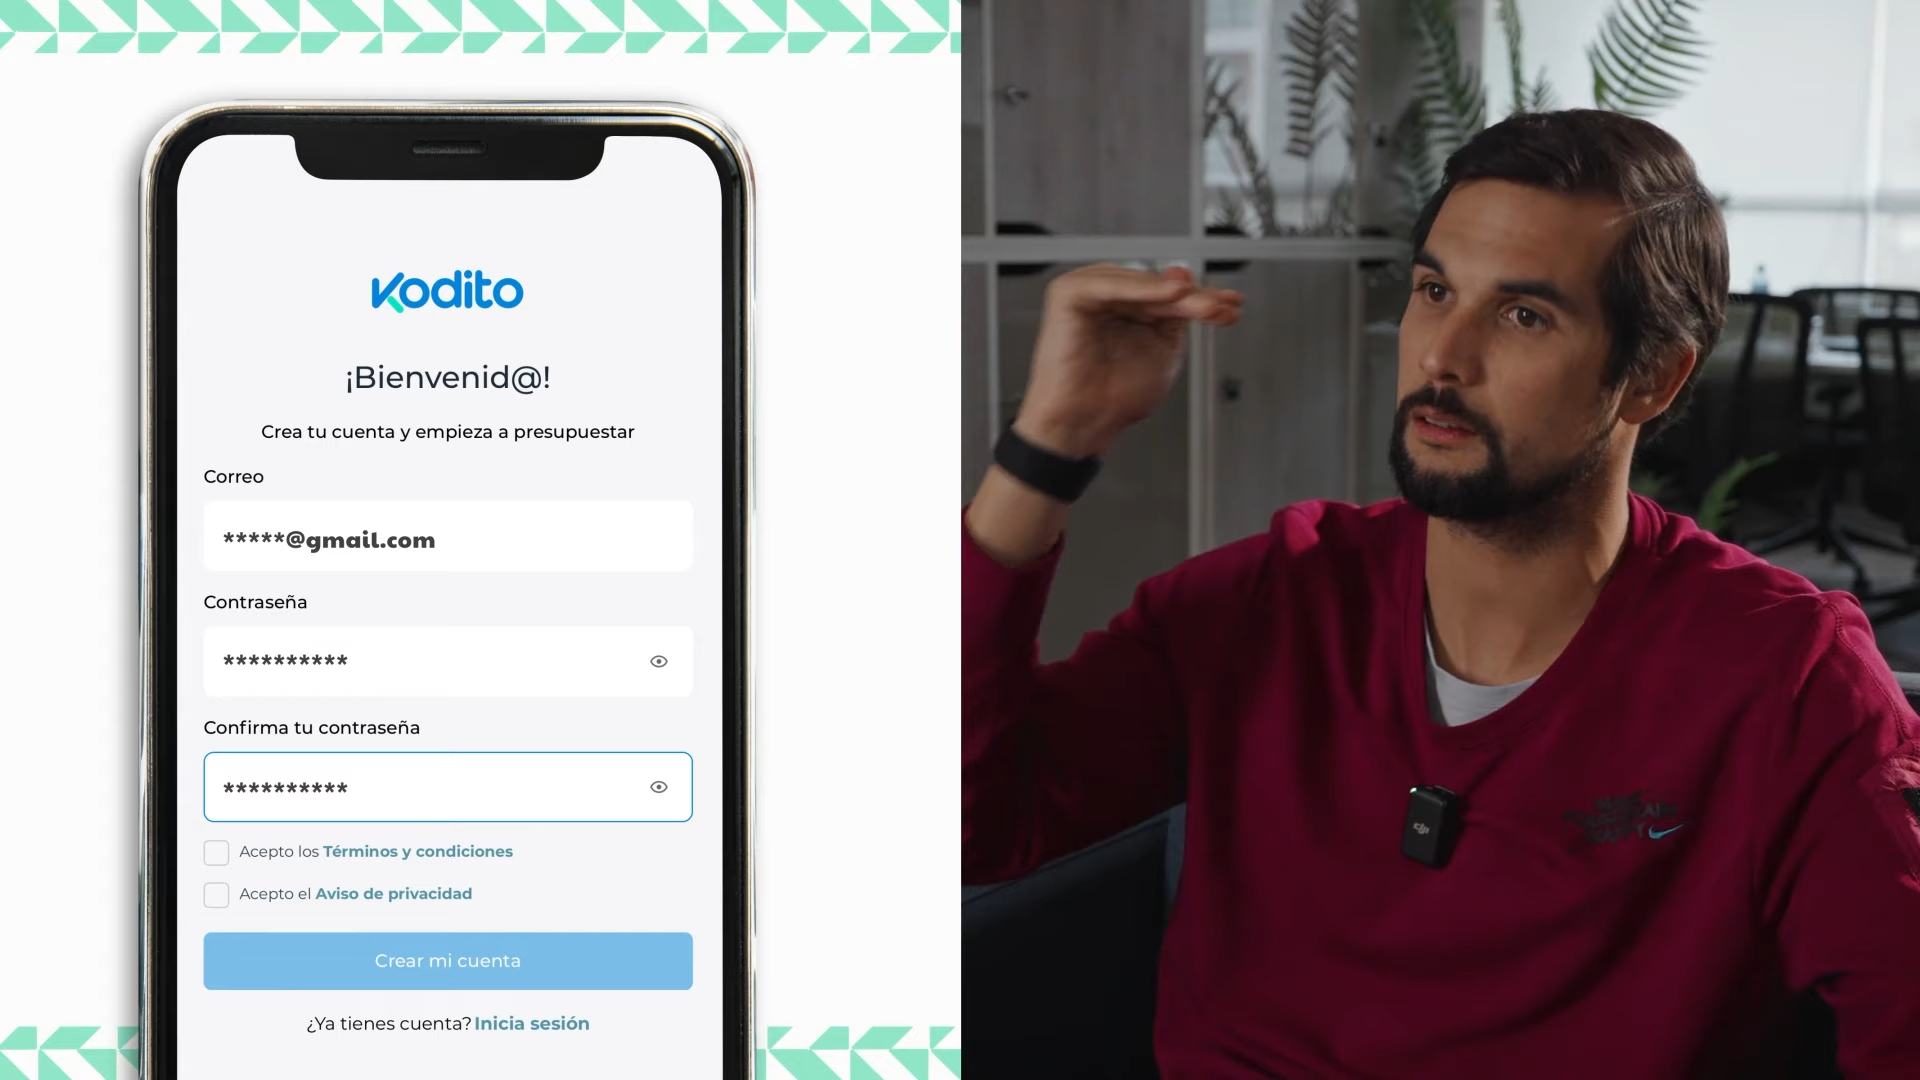 Kodito
¡Bienvenid@!
Crea tu cuenta y empieza a presupuestar
Correo
*****@gmail.com
Contraseña
**********
Confirma tu contraseña
**********
Acepto los Términos y condiciones
Acepto el Aviso de privacidad
Crear mi cuenta
¿Ya tienes cuenta? Inicia sesión
dji